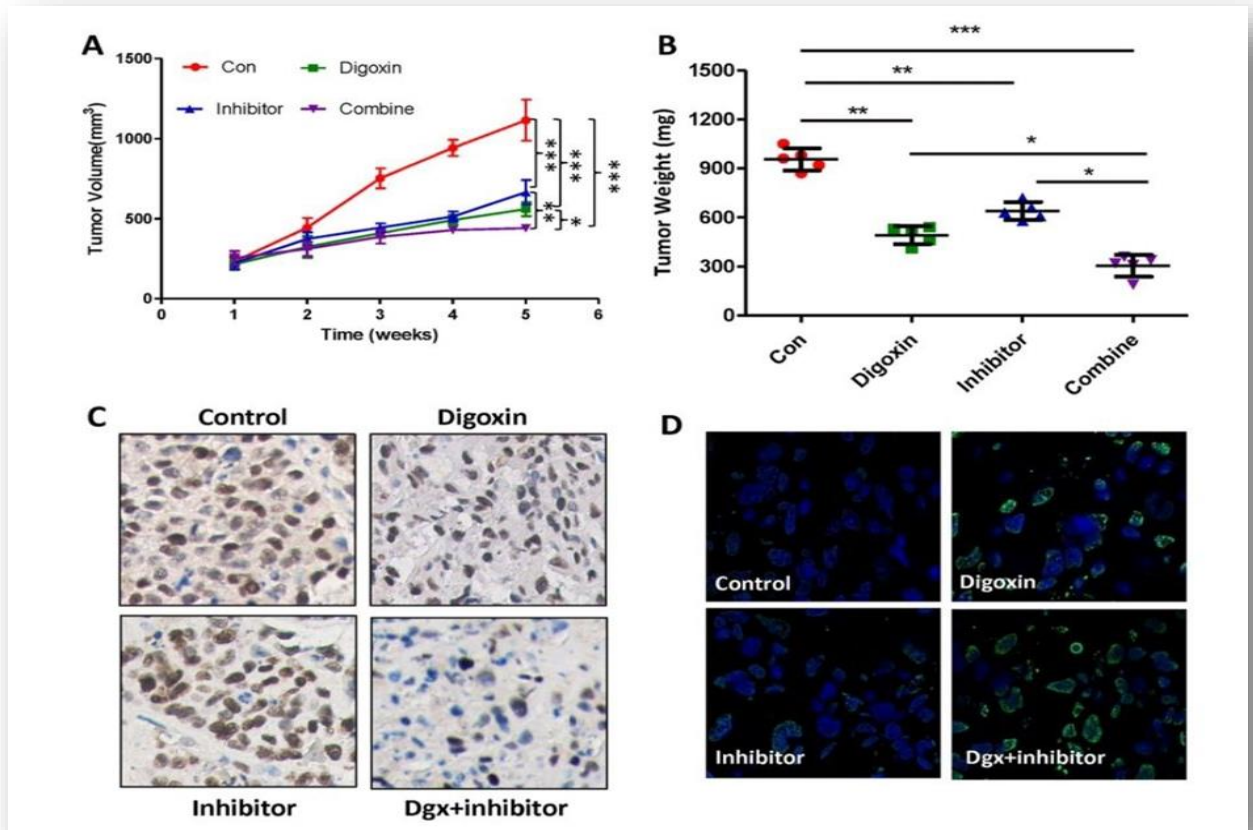 A
1500
1000
500
0
Tumor Volume(mm³)
Con
Digoxin
Inhibitor
Combine
***
***
***
**
*
0 1 2 3 4 5 6
Time (weeks)
B
***
**
**
*
*
1500
1200
900
600
300
0
Tumor Weight (mg)
Con
Digoxin
Inhibitor
Combine
C
Control
Digoxin
Inhibitor
Dgx+inhibitor
D
Control
Digoxin
Inhibitor
Dgx+inhibitor